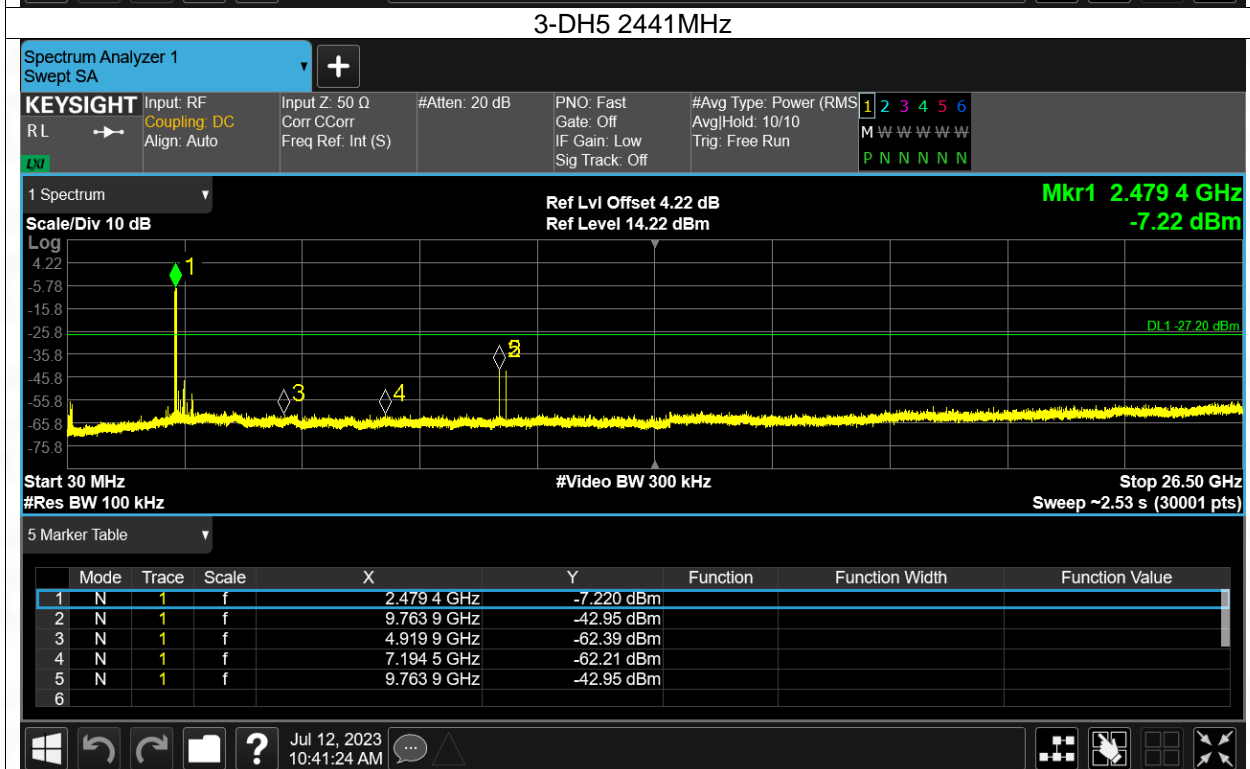 3-DH5 2441MHz
Spectrum Analyzer 1
Swept SA
+
KEYSIGHT Input: RF Input Z: 50 Ω #Atten: 20 dB PNO: Fast #Avg Type: Power (RMS 1 2 3 4 5 6
RL Coupling: DC Corr CCorr Gate: Off Avg|Hold: 10/10 M W W W W W
Align: Auto Freq Ref: Int (S) IF Gain: Low Trig: Free Run
LXI Sig Track: Off P N N N N N
1 Spectrum Ref Lvl Offset 4.22 dB Mkr1 2.479 4 GHz
Scale/Div 10 dB Ref Level 14.22 dBm -7.22 dBm
Log
4.22 1
-5.78
-15.8
-25.8 DL1 -27.20 dBm
-35.8
-45.8
-55.8 3 4
-65.8
-75.8
Start 30 MHz #Video BW 300 kHz Stop 26.50 GHz
#Res BW 100 kHz Sweep ~2.53 s (30001 pts)
5 Marker Table
Mode Trace Scale X Y Function Function Width Function Value
1 N 1 f 2.479 4 GHz -7.220 dBm
2 N 1 f 9.763 9 GHz -42.95 dBm
3 N 1 f 4.919 9 GHz -62.39 dBm
4 N 1 f 7.194 5 GHz -62.21 dBm
5 N 1 f 9.763 9 GHz -42.95 dBm
6
? Jul 12, 2023
10:41:24 AM